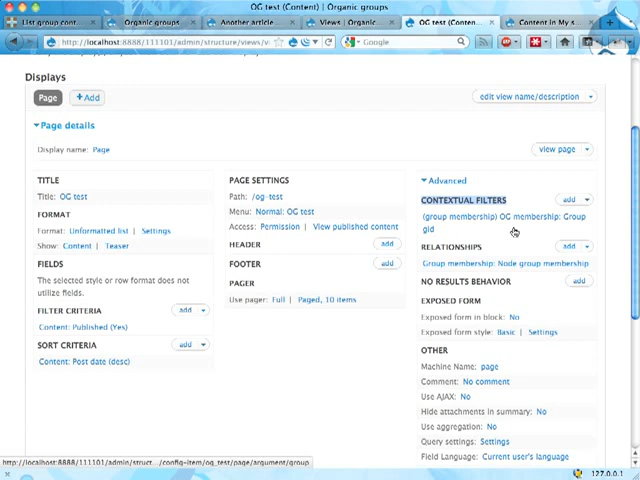 OG test (Content) | Organic groups
List group cont...
Organic groups
Another article
Views | Organic...
OG test (Conten...
Content in My s...
http://localhost:8888/111101/admin/structure/views/v
Google
ABP
Displays
Page
Add
edit view name/description
Page details
Display name: Page
view page
TITLE
Title: OG test
FORMAT
Format: Unformatted list | Settings
Show: Content | Teaser
FIELDS
The selected style or row format does not
utilize fields.
FILTER CRITERIA
add
Content: Published (Yes)
SORT CRITERIA
add
Content: Post date (desc)
PAGE SETTINGS
Path: /og-test
Menu: Normal: OG test
Access: Permission | View published content
HEADER
add
FOOTER
add
PAGER
Use pager: Full | Paged, 10 items
Advanced
CONTEXTUAL FILTERS
add
(group membership) OG membership: Group
gid
RELATIONSHIPS
add
Group membership: Node group membership
NO RESULTS BEHAVIOR
add
EXPOSED FORM
Exposed form in block: No
Exposed form style: Basic | Settings
OTHER
Machine Name: page
Comment: No comment
Use AJAX: No
Hide attachments in summary: No
Use aggregation: No
Query settings: Settings
Field Language: Current user's language
http://localhost:8888/111101/admin/struct.../config-item/og_test/page/argument/group
127.0.0.1